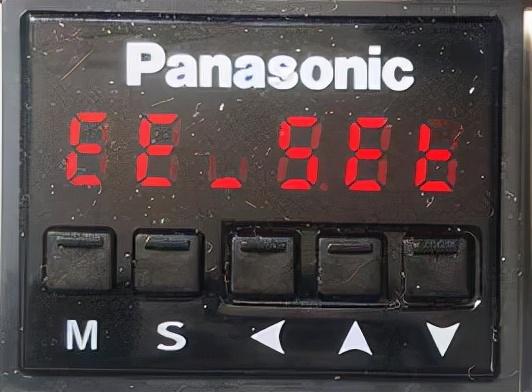 Panasonic
EE_SEt
M S ◀ ▲ ▼